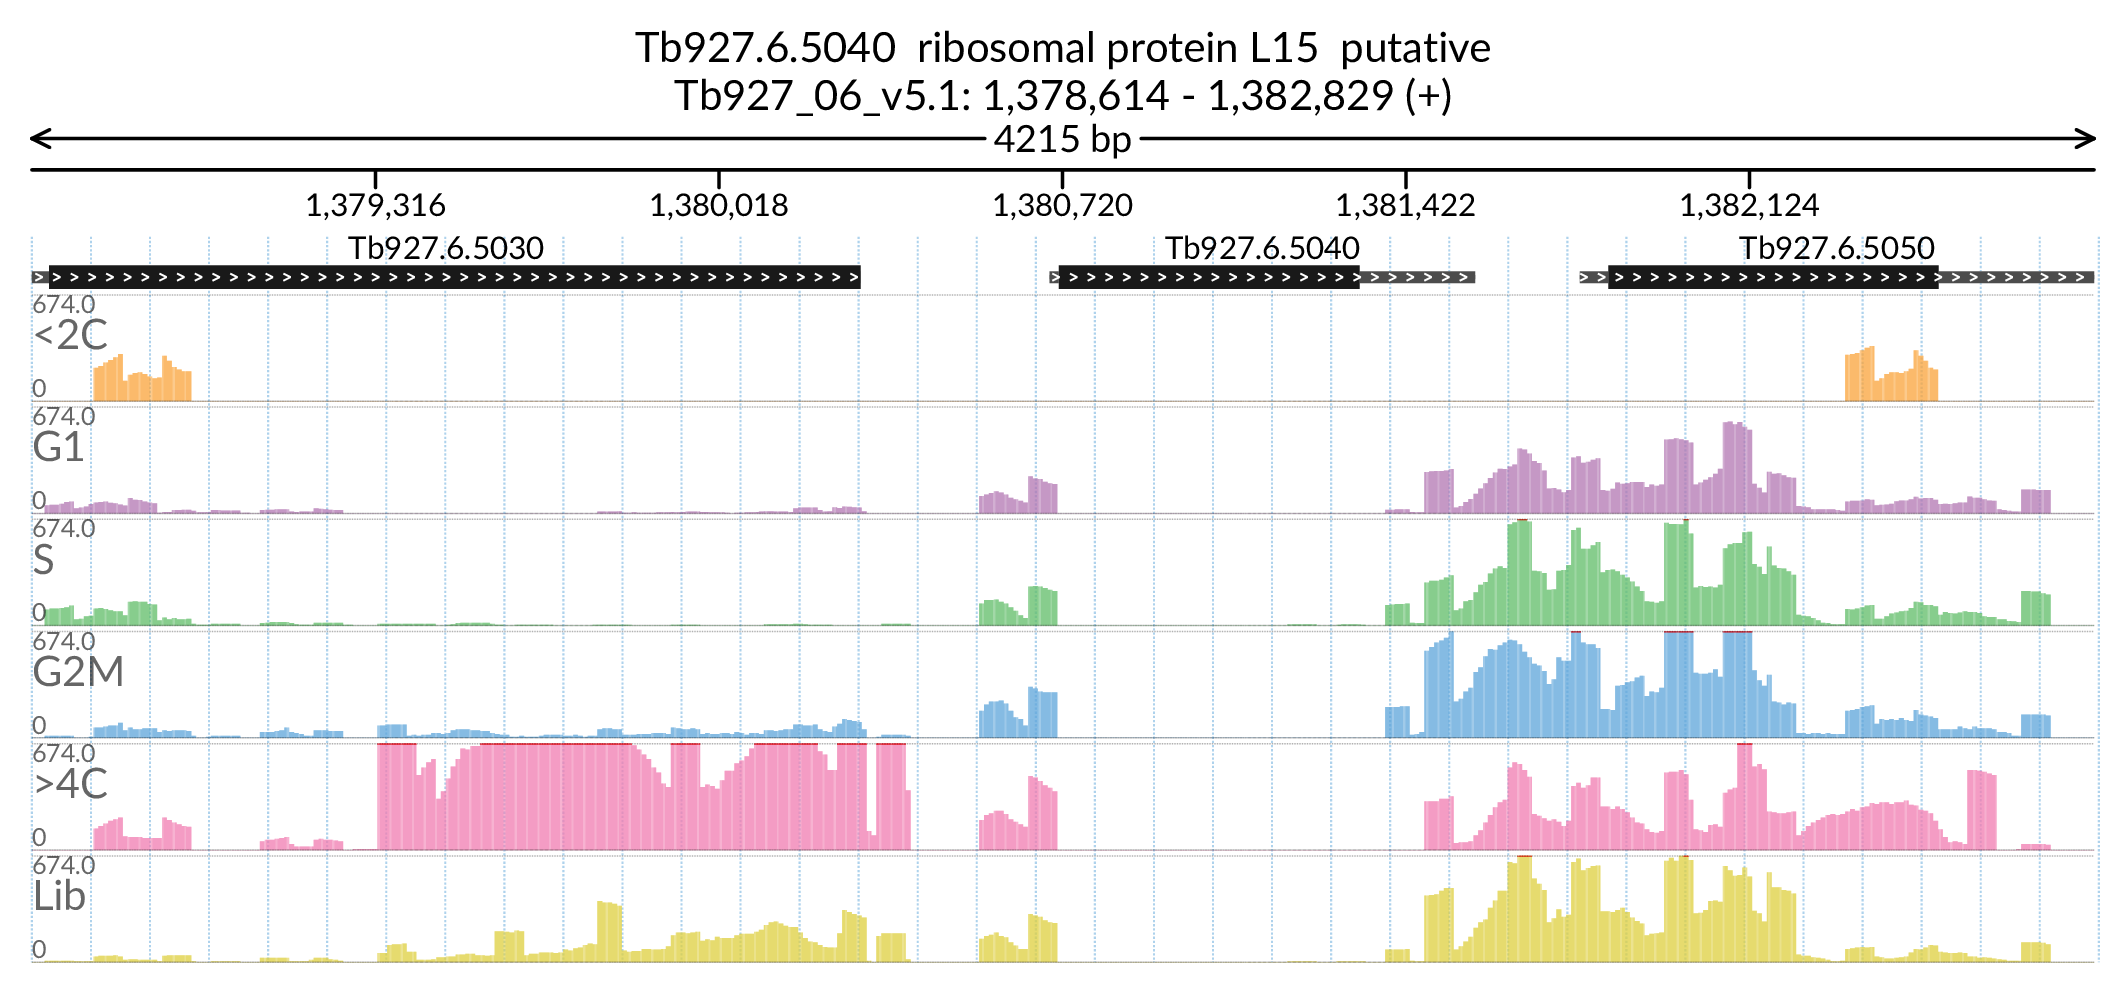 Tb927.6.5040 ribosomal protein L15 putative
Tb927_06_v5.1: 1,378,614 - 1,382,829 (+)
4215 bp
1,379,316 1,380,018 1,380,720 1,381,422 1,382,124
Tb927.6.5030 Tb927.6.5040 Tb927.6.5050
674.0
<2C
0
674.0
G1
0
674.0
S
0
674.0
G2M
0
674.0
>4C
0
674.0
Lib
0